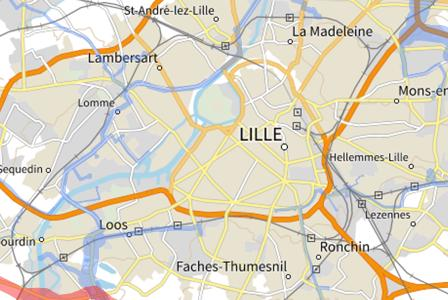 St-André-lez-Lille
La Madeleine
Lambersart
Lomme
Mons-en
LILLE
Hellemmes-Lille
Sequedin
Lezennes
Loos
ourdin
Ronchin
Faches-Thumesnil